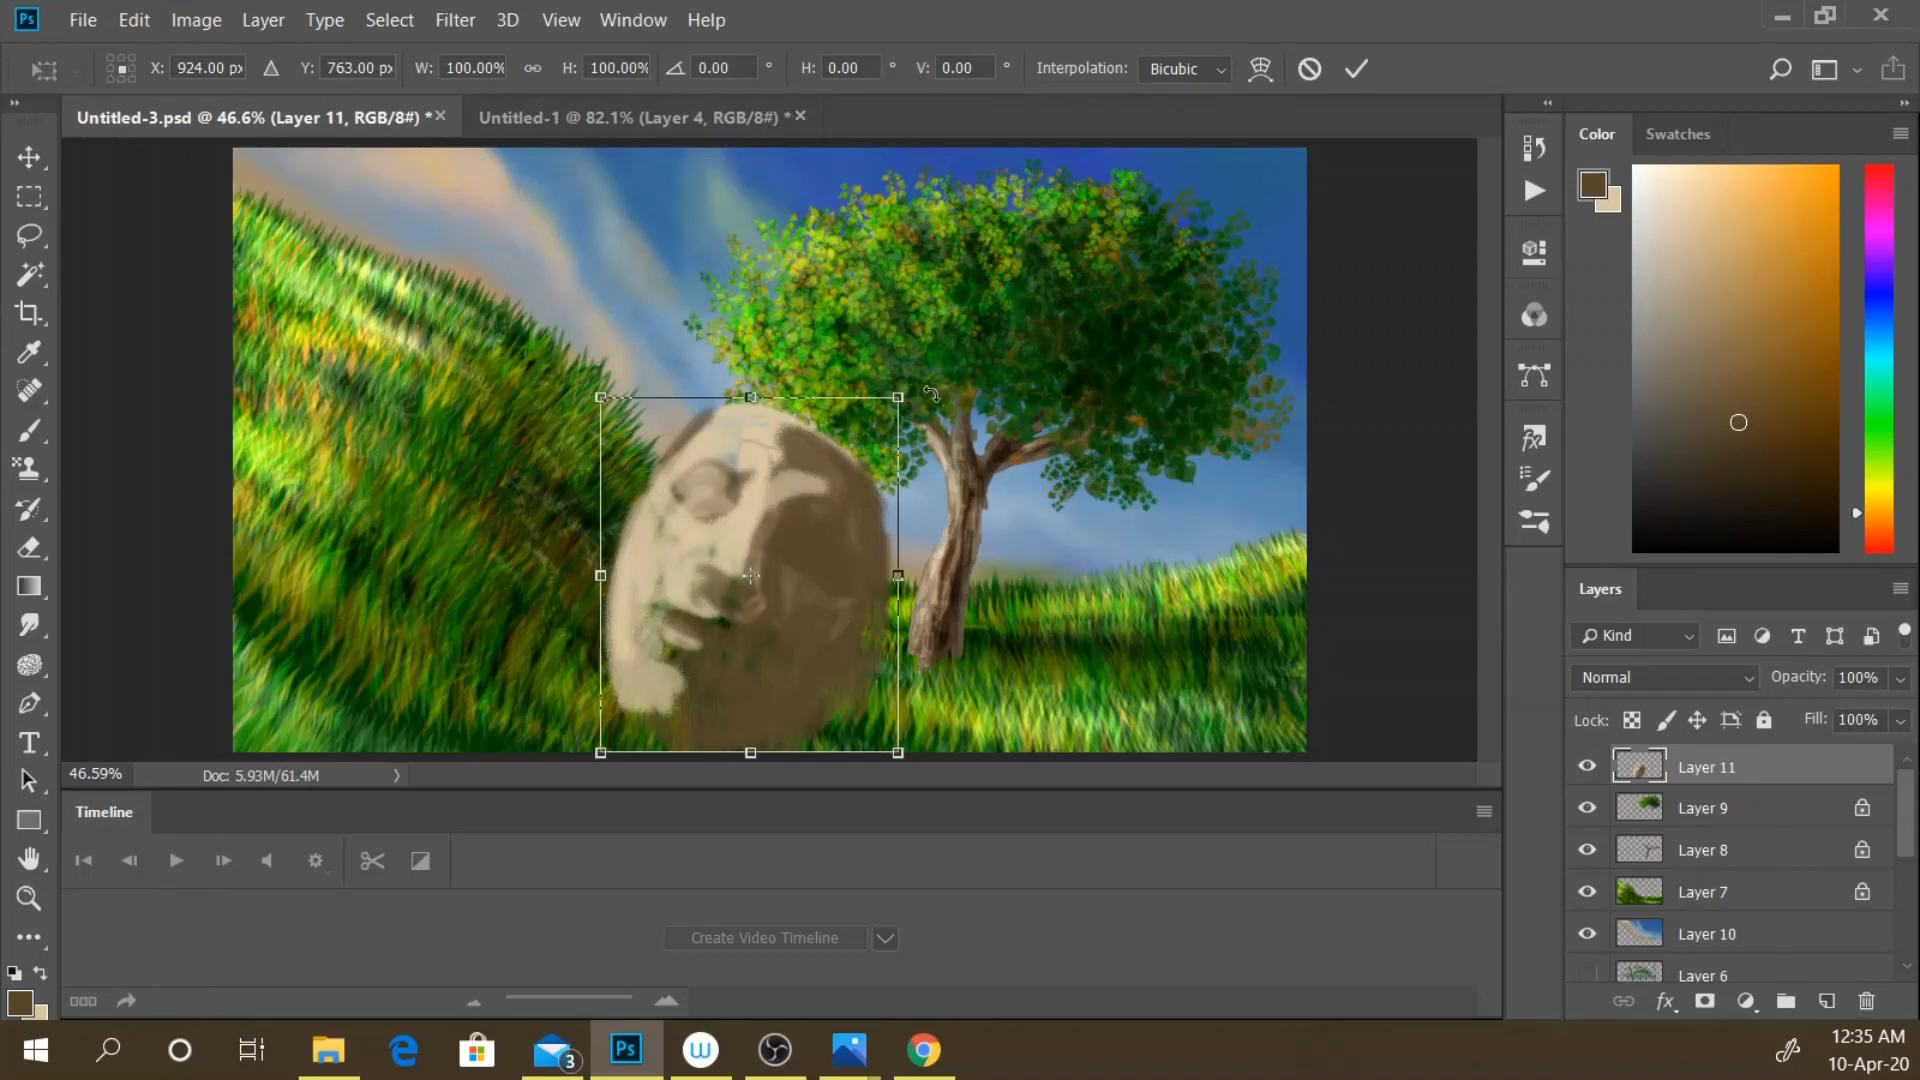 Ps File Edit Image Layer Type Select Filter 3D View Window Help
X: 924.00 px Y: 763.00 px W: 100.00% H: 100.00% 0.00 ° H: 0.00 ° V: 0.00 ° Interpolation: Bicubic
Untitled-3.psd @ 46.6% (Layer 11, RGB/8#) * Untitled-1 @ 82.1% (Layer 4, RGB/8#) *
Color Swatches
Layers
Kind
Normal Opacity: 100%
Lock: Fill: 100%
Layer 11
Layer 9
Layer 8
Layer 7
Layer 10
Layer 6
fx
46.59% Doc: 5.93M/61.4M
Timeline
Create Video Timeline
3
Ps
12:35 AM
10-Apr-20